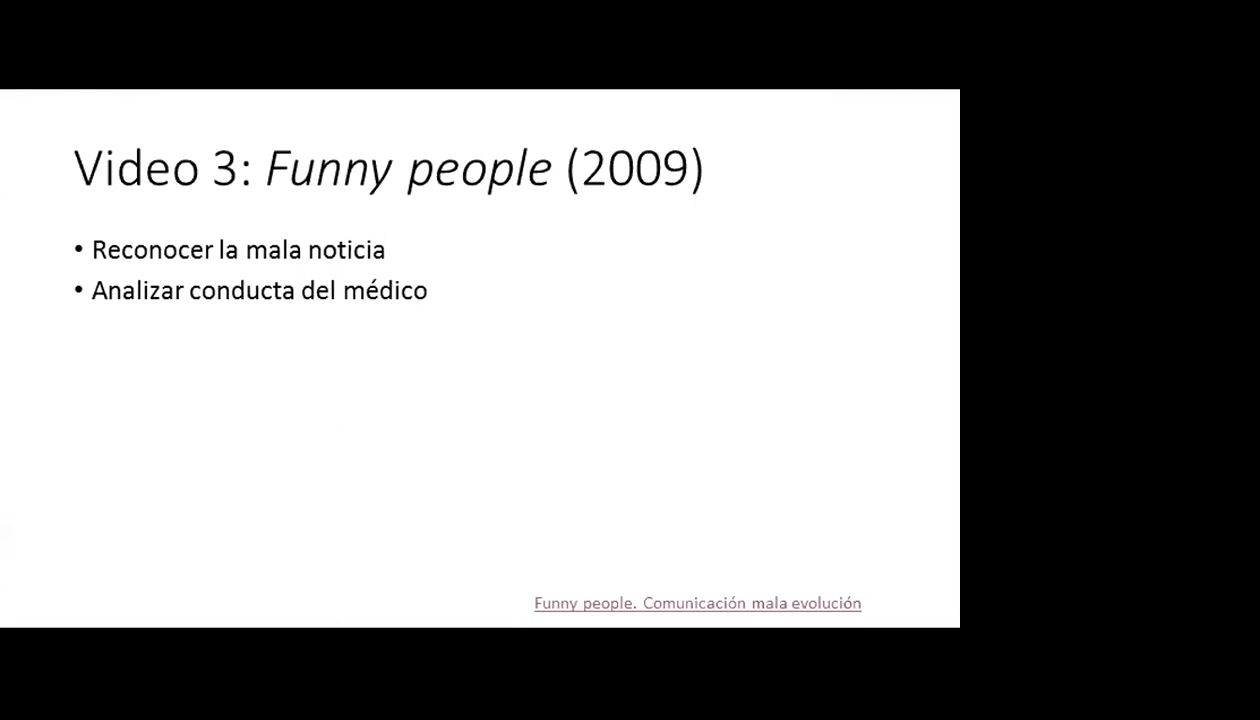 Video 3: Funny people (2009)
• Reconocer la mala noticia
• Analizar conducta del médico
Funny people. Comunicación mala evolución